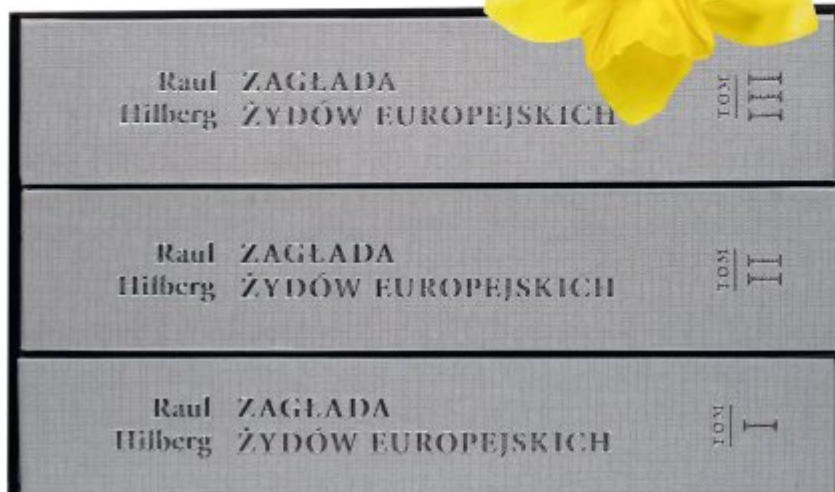 Raul ZAGŁADA
Hilberg ŻYDÓW EUROPEJSKICH
TOM III
Raul ZAGŁADA
Hilberg ŻYDÓW EUROPEJSKICH
TOM II
Raul ZAGŁADA
Hilberg ŻYDÓW EUROPEJSKICH
TOM I